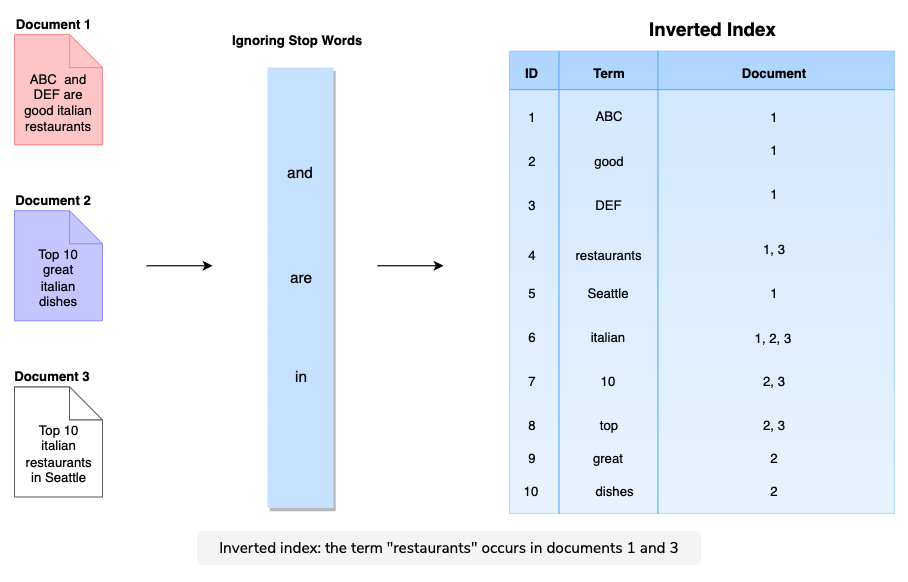 Document 1
ABC and
DEF are
good italian
restaurants
Document 2
Top 10
great
italian
dishes
Document 3
Top 10
italian
restaurants
in Seattle
Ignoring Stop Words
and
are
in
Inverted Index
ID Term Document
1 ABC 1
2 good 1
3 DEF 1
4 restaurants 1, 3
5 Seattle 1
6 italian 1, 2, 3
7 10 2, 3
8 top 2, 3
9 great 2
10 dishes 2
Inverted index: the term "restaurants" occurs in documents 1 and 3